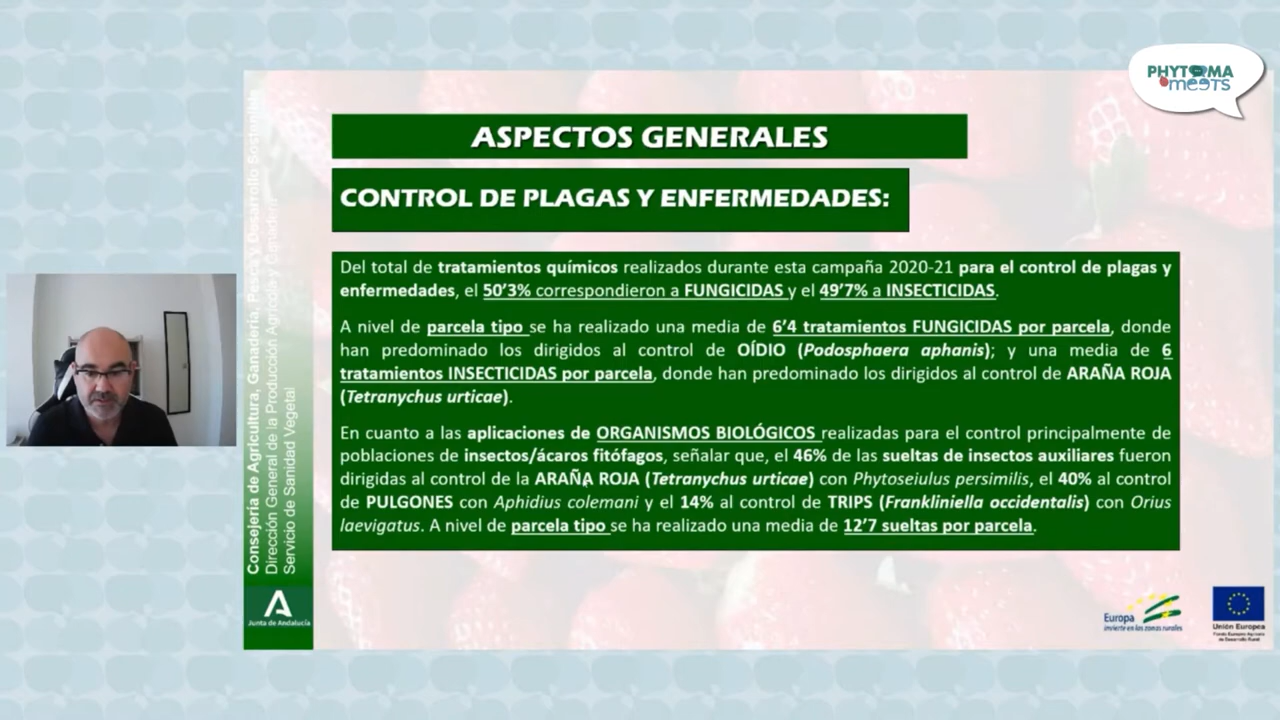 PHYTOMA
meets
ASPECTOS GENERALES
CONTROL DE PLAGAS Y ENFERMEDADES:
Del total de tratamientos químicos realizados durante esta campaña 2020-21 para el control de plagas y
enfermedades, el 50'3% correspondieron a FUNGICIDAS y el 49'7% a INSECTICIDAS.
A nivel de parcela tipo se ha realizado una media de 6'4 tratamientos FUNGICIDAS por parcela, donde
han predominado los dirigidos al control de OÍDIO (Podosphaera aphanis); y una media de 6
tratamientos INSECTICIDAS por parcela, donde han predominado los dirigidos al control de ARAÑA ROJA
(Tetranychus urticae).
En cuanto a las aplicaciones de ORGANISMOS BIOLÓGICOS realizadas para el control principalmente de
poblaciones de insectos/ácaros fitófagos, señalar que, el 46% de las sueltas de insectos auxiliares fueron
dirigidas al control de la ARAÑA ROJA (Tetranychus urticae) con Phytoseiulus persimilis, el 40% al control
de PULGONES con Aphidius colemani y el 14% al control de TRIPS (Frankliniella occidentalis) con Orius
laevigatus. A nivel de parcela tipo se ha realizado una media de 12'7 sueltas por parcela.
Consejería de Agricultura, Ganadería, Pesca y Desarrollo Sostenible
Dirección General de la Producción Agrícola y Ganadera
Servicio de Sanidad Vegetal
Junta de Andalucía
Europa
invierte en las zonas rurales
Unión Europea
Fondo Europeo Agrícola
de Desarrollo Rural